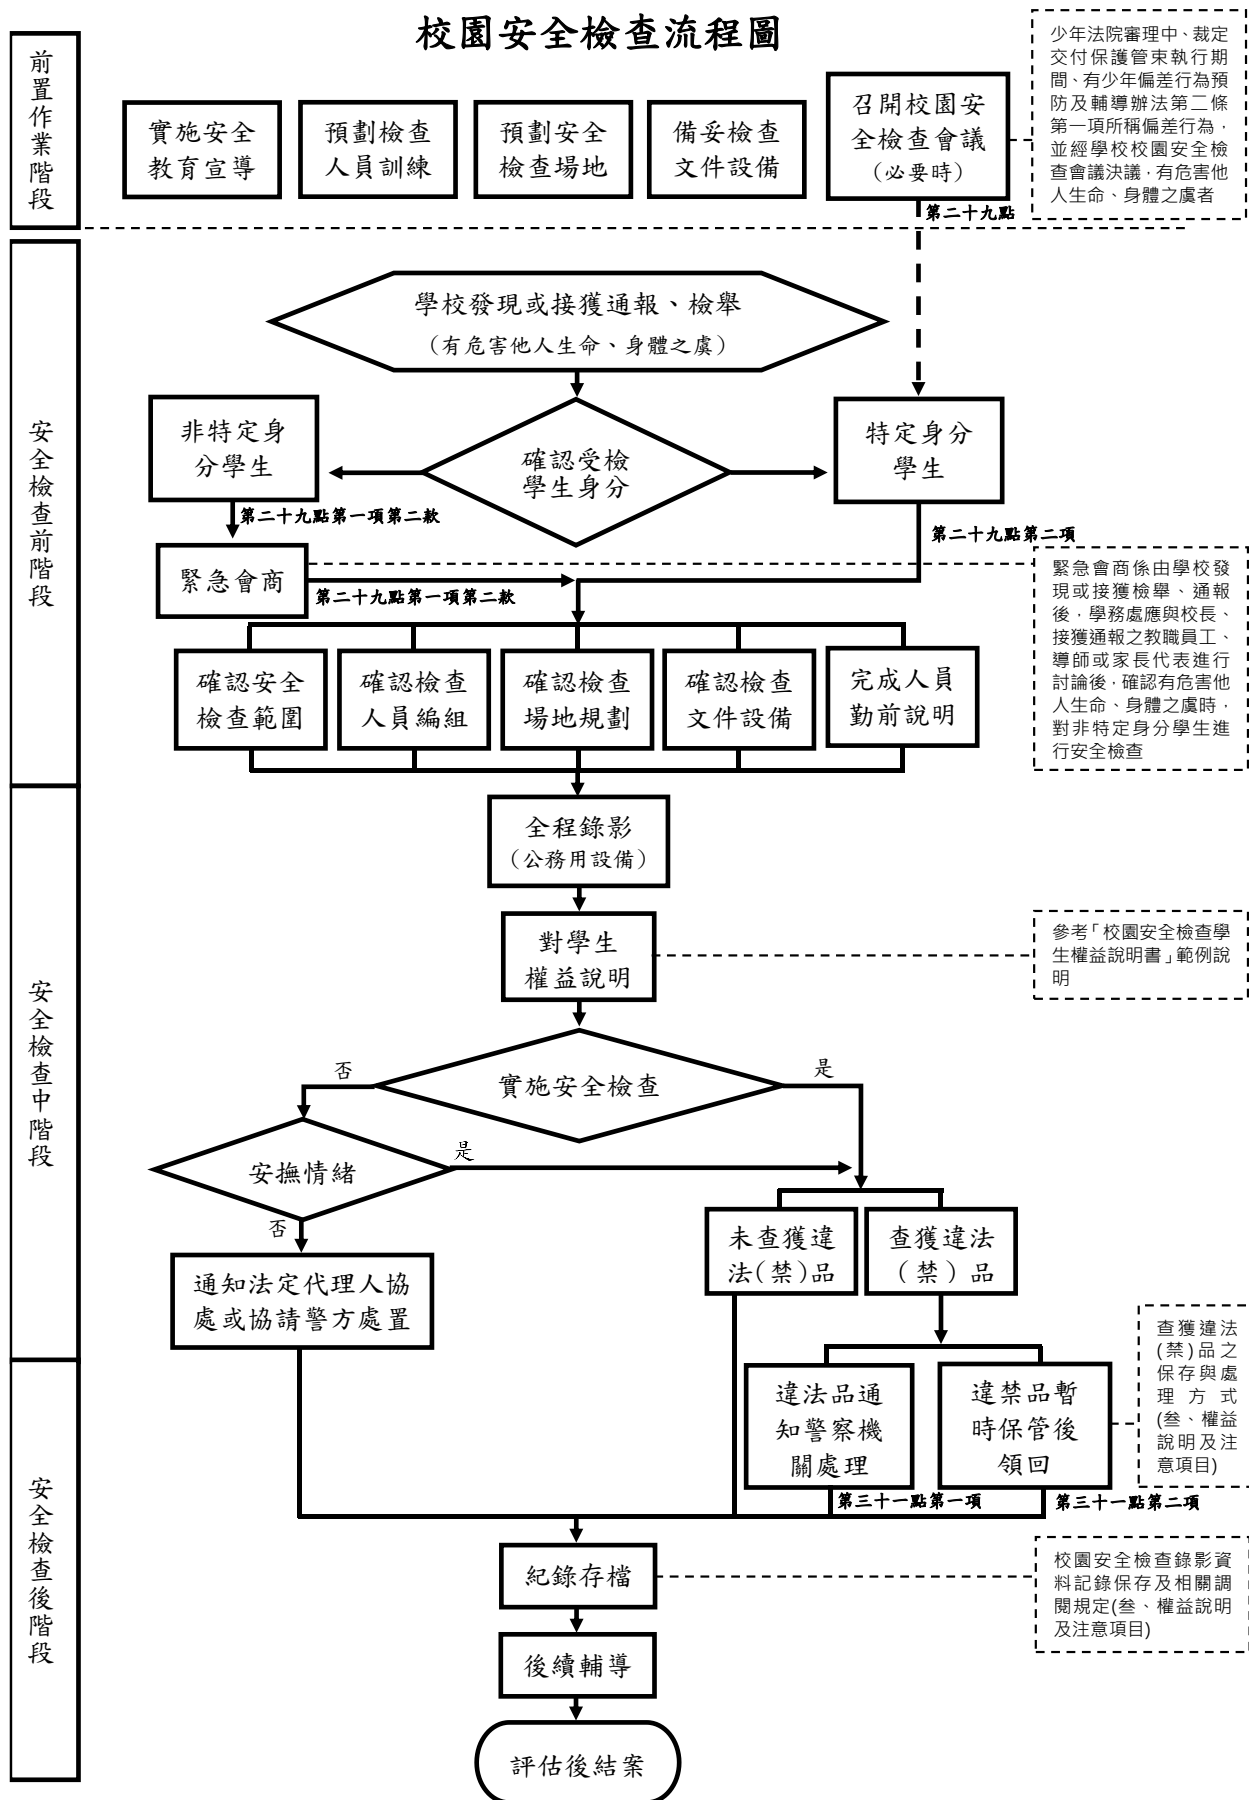 校園安全檢查流程圖
前置作業階段
實施安全
教育宣導
預劃檢查
人員訓練
預劃安全
檢查場地
備妥檢查
文件設備
召開校園安
全檢查會議
(必要時)
少年法院審理中、裁定
交付保護管束執行期
間、有少年偏差行為預
防及輔導辦法第二條
第一項所稱偏差行為,
並經學校校園安全檢
查會議決議,有危害他
人生命、身體之虞者
第二十九點
安全檢查前階段
學校發現或接獲通報、檢舉
(有危害他人生命、身體之虞)
非特定身
分學生
確認受檢
學生身分
特定身分
學生
第二十九點第一項第二款
第二十九點第二項
緊急會商
第二十九點第一項第二款
緊急會商係由學校發
現或接獲檢舉、通報
後,學務處應與校長、
接獲通報之教職員工、
導師或家長代表進行
討論後,確認有危害他
人生命、身體之虞時,
對非特定身分學生進
行安全檢查
確認安全
檢查範圍
確認檢查
人員編組
確認檢查
場地規劃
確認檢查
文件設備
完成人員
勤前說明
安全檢查中階段
全程錄影
(公務用設備)
對學生
權益說明
參考「校園安全檢查學
生權益說明書」範例說
明
實施安全檢查
否
是
安撫情緒
是
否
未查獲違
法(禁)品
查獲違法
(禁)品
通知法定代理人協
處或協請警方處置
查獲違法
(禁)品之
保存與處
理方式
(叁、權益
說明及注
意項目)
安全檢查後階段
違法品通
知警察機
關處理
違禁品暫
時保管後
領回
第三十一點第一項
第三十一點第二項
紀錄存檔
校園安全檢查錄影資
料記錄保存及相關調
閱規定(叁、權益說明
及注意項目)
後續輔導
評估後結案